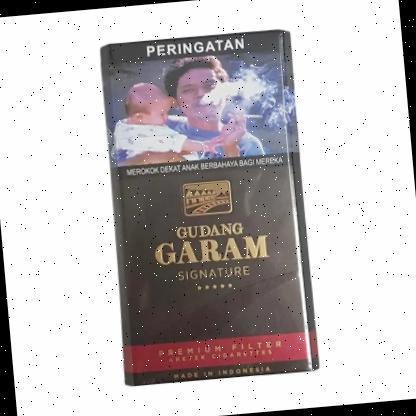 PERINGATAN
MEROKOK DEKAT ANAK BERBAHAYA BAGI MEREKA
GUDANG
GARAM
SIGNATURE
PREMIUM FILTER
KRETEK CIGARETTES
MADE IN INDONESIA